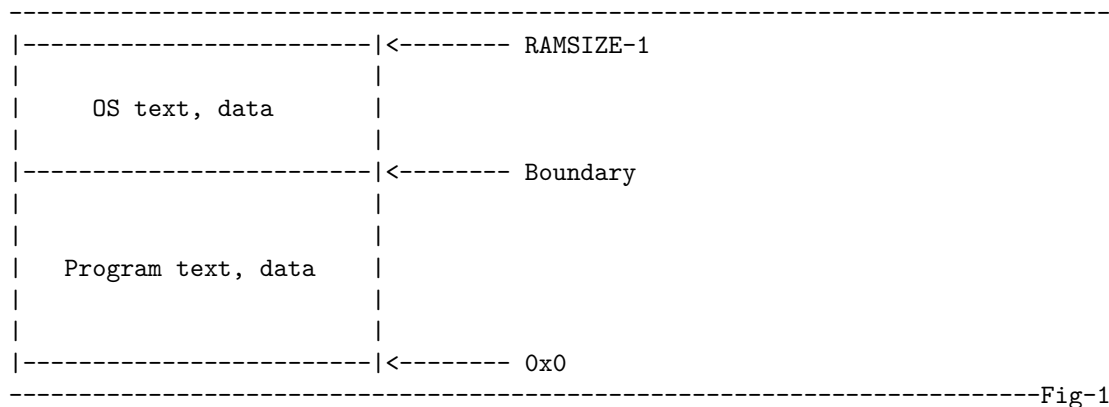 --------------------------------------------------------------------------------
|-------------------------|<-------- RAMSIZE-1
|                         |
|     OS text, data       |
|                         |
|-------------------------|<-------- Boundary
|                         |
|                         |
|   Program text, data    |
|                         |
|                         |
|-------------------------|<-------- 0x0
---------------------------------------------------------------------------Fig-1